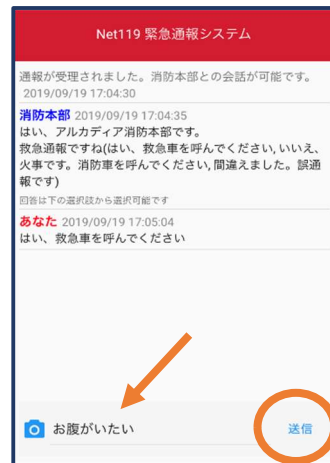 Net119 緊急通報システム
通報が受理されました。消防本部との会話が可能です。
2019/09/19 17:04:30
消防本部 2019/09/19 17:04:35
はい、アルカディア消防本部です。
救急通報ですね(はい、救急車を呼んでください, いいえ、
火事です。消防車を呼んでください, 間違えました。誤通
報です)
回答は下の選択肢から選択可能です
あなた 2019/09/19 17:05:04
はい、救急車を呼んでください
お腹がいたい 送信